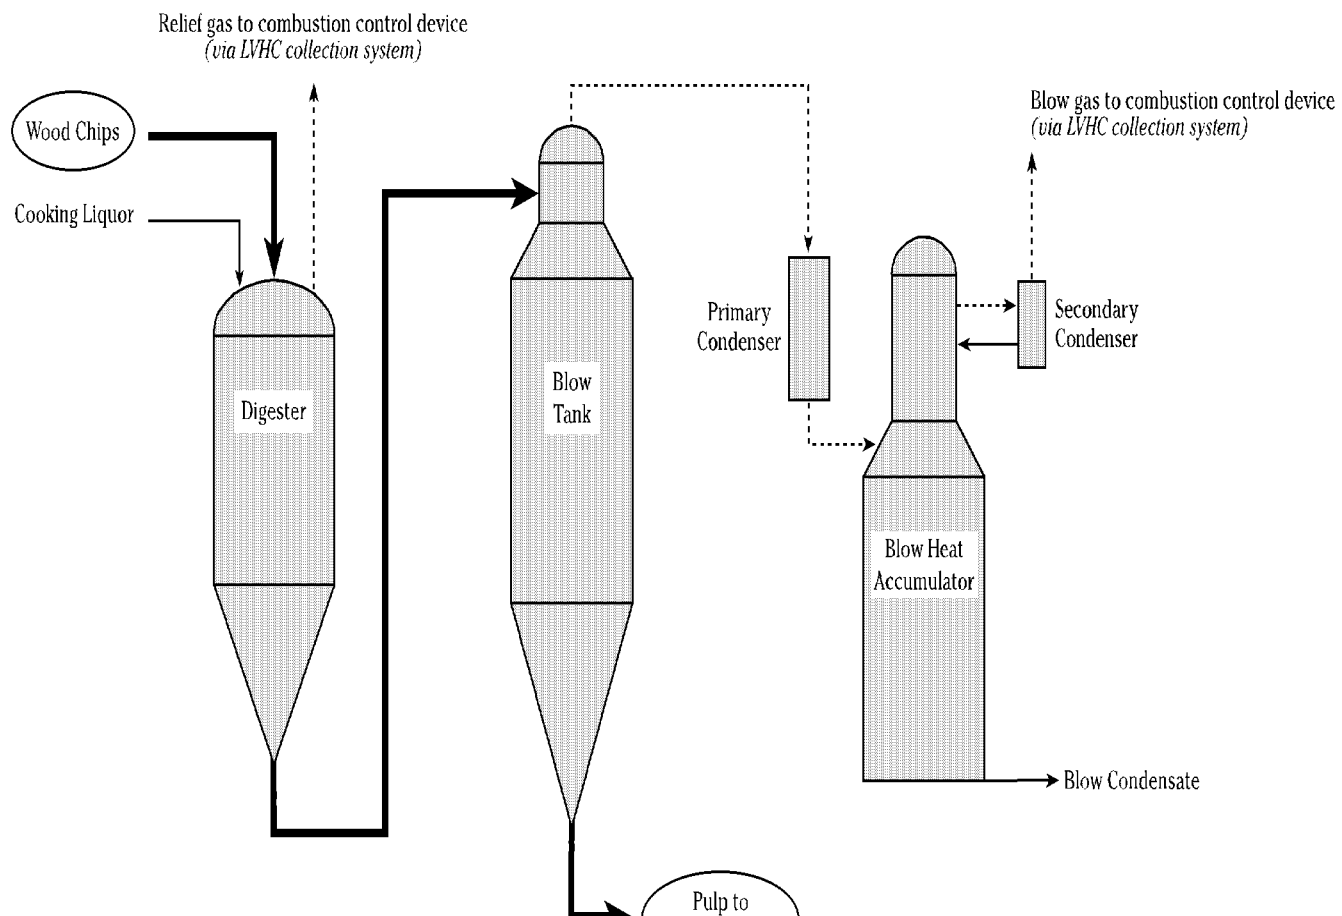 Relief gas to combustion control device
(via LVHC collection system)
Blow gas to combustion control device
(via LVHC collection system)
Wood Chips
Cooking Liquor
Primary
Condenser
Secondary
Condenser
Digester
Blow
Tank
Blow Heat
Accumulator
Blow Condensate
Pulp to